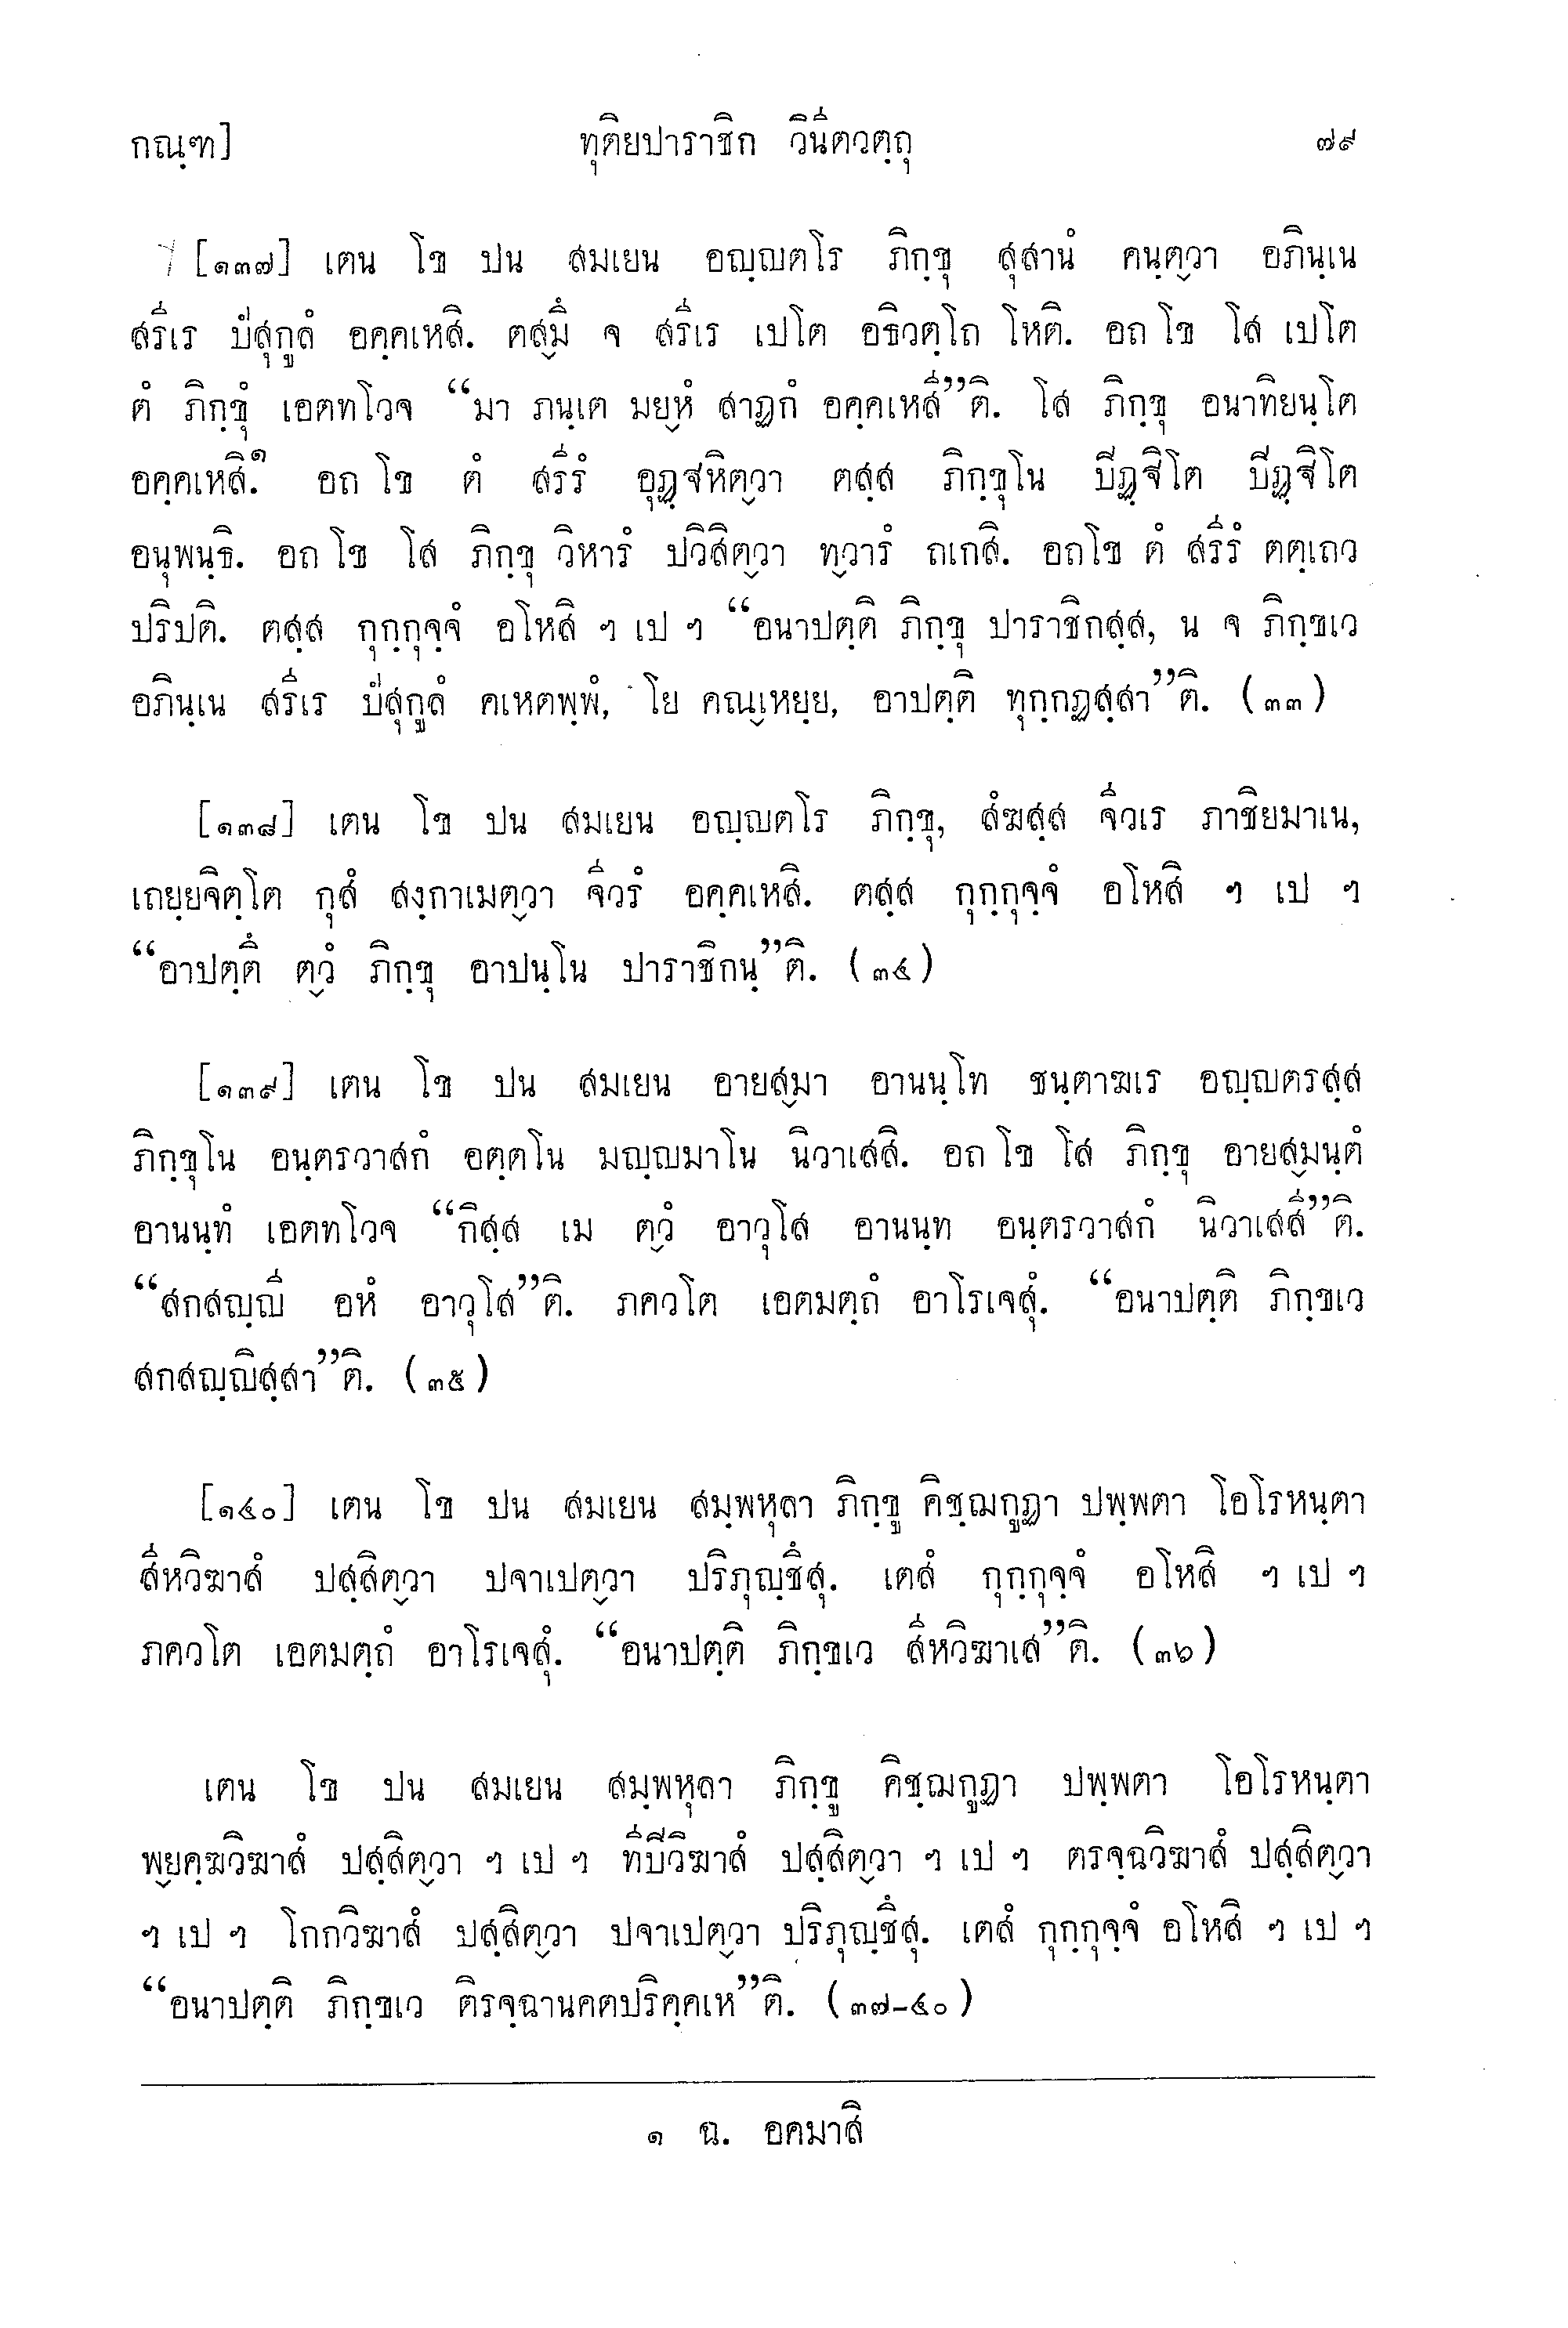 กณฺฑ] ทุติยปาราชิก วินีตวตฺถุ ๗๙
[๑๓๗] เตน โข ปน สมเยน อญฺญตโร ภิกฺขุ สุสานํ คนฺตฺวา อภินฺเน
สรีเร ปํสุกูลํ อคฺคเหสิ. ตสฺมึ จ สรีเร เปโต อธิวตฺโถ โหติ. อถ โข โส เปโต
ตํ ภิกฺขุํ เอตทโวจ “มา ภนฺเต มยฺหํ สาฏกํ อคฺคเหสี”ติ. โส ภิกฺขุ อนาทิยนฺโต
อคฺคเหสิ.๑ อถ โข ตํ สรีรํ อุฏฺฐหิตฺวา ตสฺส ภิกฺขุโน ปิฏฺฐิโต ปิฏฺฐิโต
อนุพนฺธิ. อถ โข โส ภิกฺขุ วิหารํ ปวิสิตฺวา ทฺวารํ ถเกสิ. อถโข ตํ สรีรํ ตตฺเถว
ปริปติ. ตสฺส กุกฺกุจฺจํ อโหสิ ฯ เป ฯ “อนาปตฺติ ภิกฺขุ ปาราชิกสฺส, น จ ภิกฺขเว
อภินฺเน สรีเร ปํสุกูลํ คเหตพฺพํ, โย คณฺเหยฺย, อาปตฺติ ทุกฺกฏสฺสา”ติ. (๓๓)
[๑๓๘] เตน โข ปน สมเยน อญฺญตโร ภิกฺขุ, สํฆสฺส จีวเร ภาชิยมาเน,
เถยฺยจิตฺโต กุสํ สงฺกาเมตฺวา จีวรํ อคฺคเหสิ. ตสฺส กุกฺกุจฺจํ อโหสิ ฯ เป ฯ
“อาปตฺตึ ตฺวํ ภิกฺขุ อาปนฺโน ปาราชิกนฺ”ติ. (๓๔)
[๑๓๙] เตน โข ปน สมเยน อายสฺมา อานนฺโท ชนฺตาฆเร อญฺญตรสฺส
ภิกฺขุโน อนฺตรวาสกํ อตฺตโน มญฺญมาโน นิวาเสสิ. อถ โข โส ภิกฺขุ อายสฺมนฺตํ
อานนฺทํ เอตทโวจ “กิสฺส เม ตฺวํ อาวุโส อานนฺท อนฺตรวาสกํ นิวาเสสี”ติ.
“สกสญฺญี อหํ อาวุโส”ติ. ภควโต เอตมตฺถํ อาโรเจสุํ. “อนาปตฺติ ภิกฺขเว
สกสญฺญิสฺสา”ติ. (๓๕)
[๑๔๐] เตน โข ปน สมเยน สมฺพหุลา ภิกฺขู คิชฺฌกูฏา ปพฺพตา โอโรหนฺตา
สีหวิฆาสํ ปสฺสิตฺวา ปจาเปตฺวา ปริภุญฺชึสุ. เตสํ กุกฺกุจฺจํ อโหสิ ฯ เป ฯ
ภควโต เอตมตฺถํ อาโรเจสุํ. “อนาปตฺติ ภิกฺขเว สีหวิฆาเส”ติ. (๓๖)
เตน โข ปน สมเยน สมฺพหุลา ภิกฺขู คิชฺฌกูฏา ปพฺพตา โอโรหนฺตา
พฺยคฺฆวิฆาสํ ปสฺสิตฺวา ฯ เป ฯ ทีปิวิฆาสํ ปสฺสิตฺวา ฯ เป ฯ ตรจฺฉวิฆาสํ ปสฺสิตฺวา
ฯ เป ฯ โกกวิฆาสํ ปสฺสิตฺวา ปจาเปตฺวา ปริภุญฺชึสุ. เตสํ กุกฺกุจฺจํ อโหสิ ฯ เป ฯ
“อนาปตฺติ ภิกฺขเว ติรจฺฉานคตปริคฺคเห”ติ. (๓๗-๔๐)
๑ ฉ. อคมาสิ